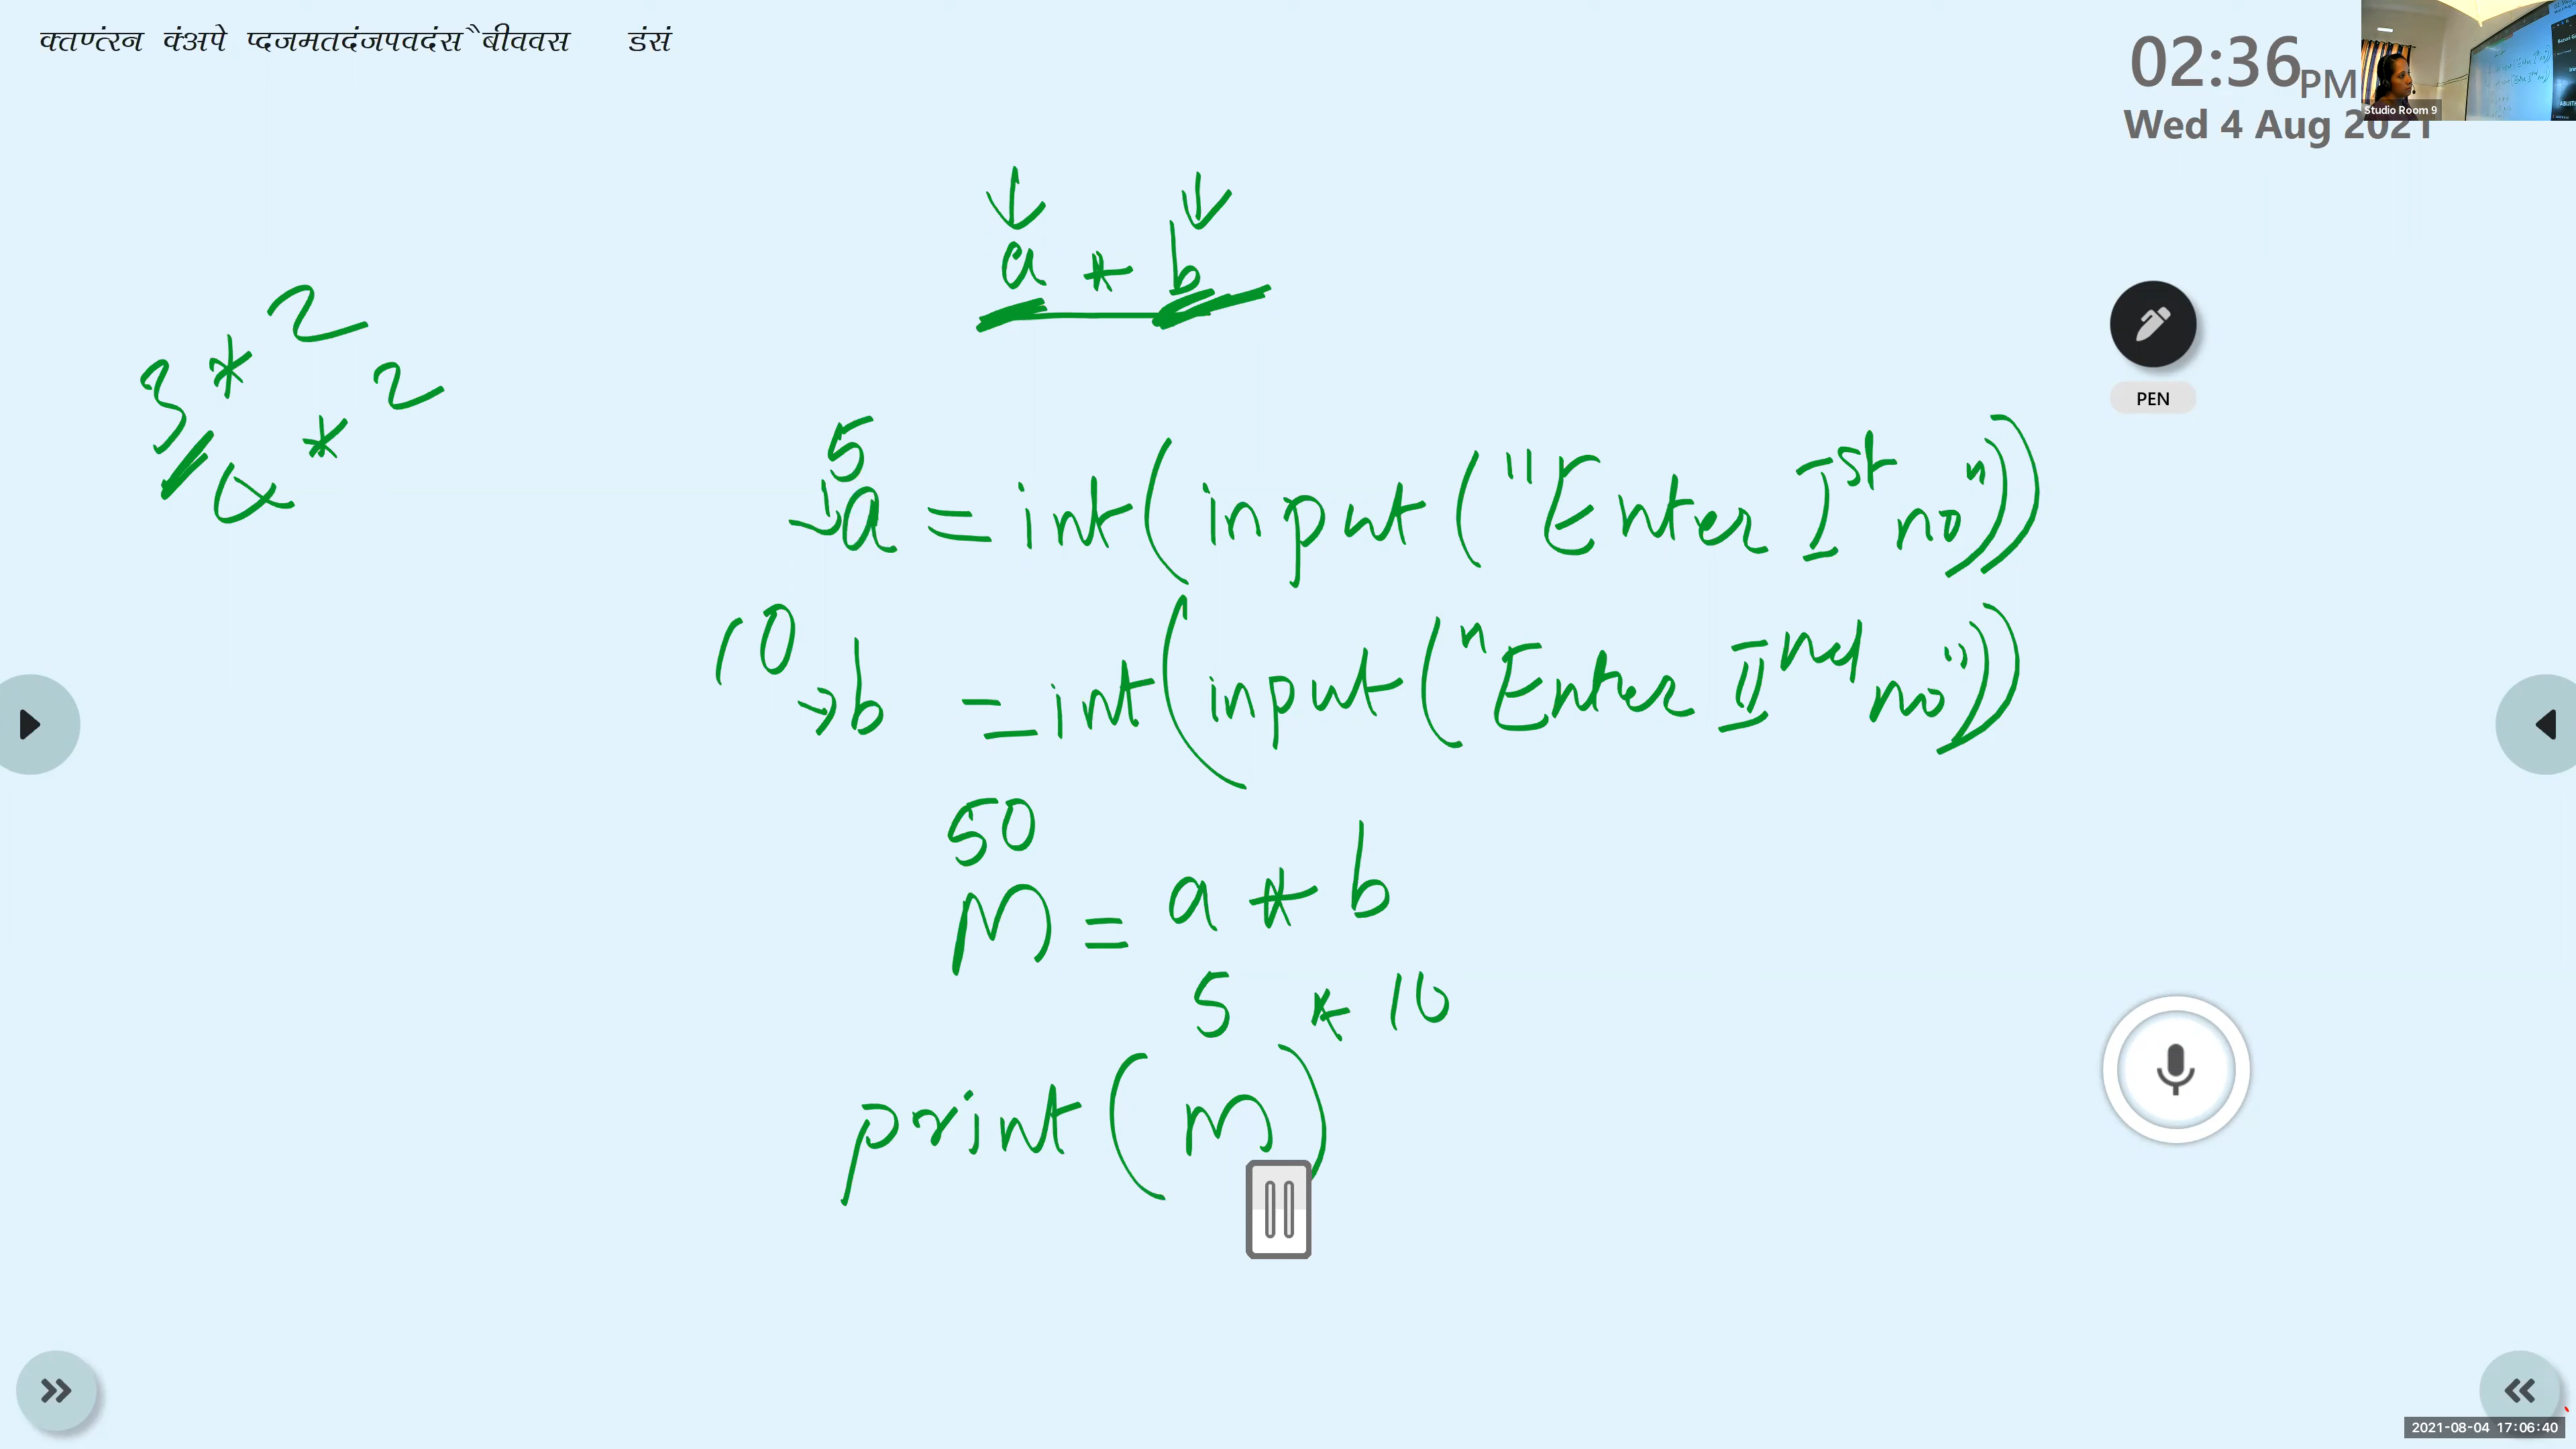 क्तण्तंरन कंअपे प्दजमतदंजपवदंस ैबीववस डंसं
02:36 PM
Studio Room 9
Wed 4 Aug 2021
a * b
3 * 2
4 * 2
PEN
5
a = int(input("Enter Ist no"))
10
b = int(input("Enter IInd no"))
50
M = a * b
5 * 10
print(m)
2021-08-04 17:06:40